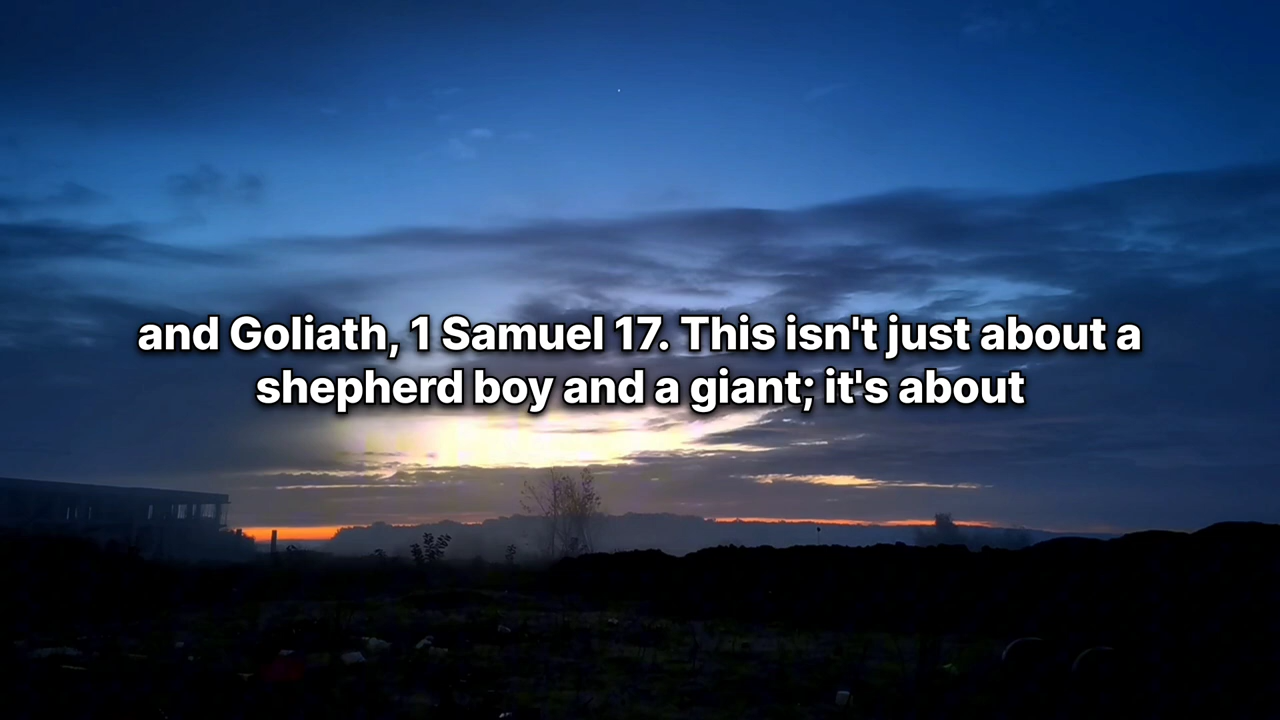 and Goliath, 1 Samuel 17. This isn't just about a
shepherd boy and a giant; it's about